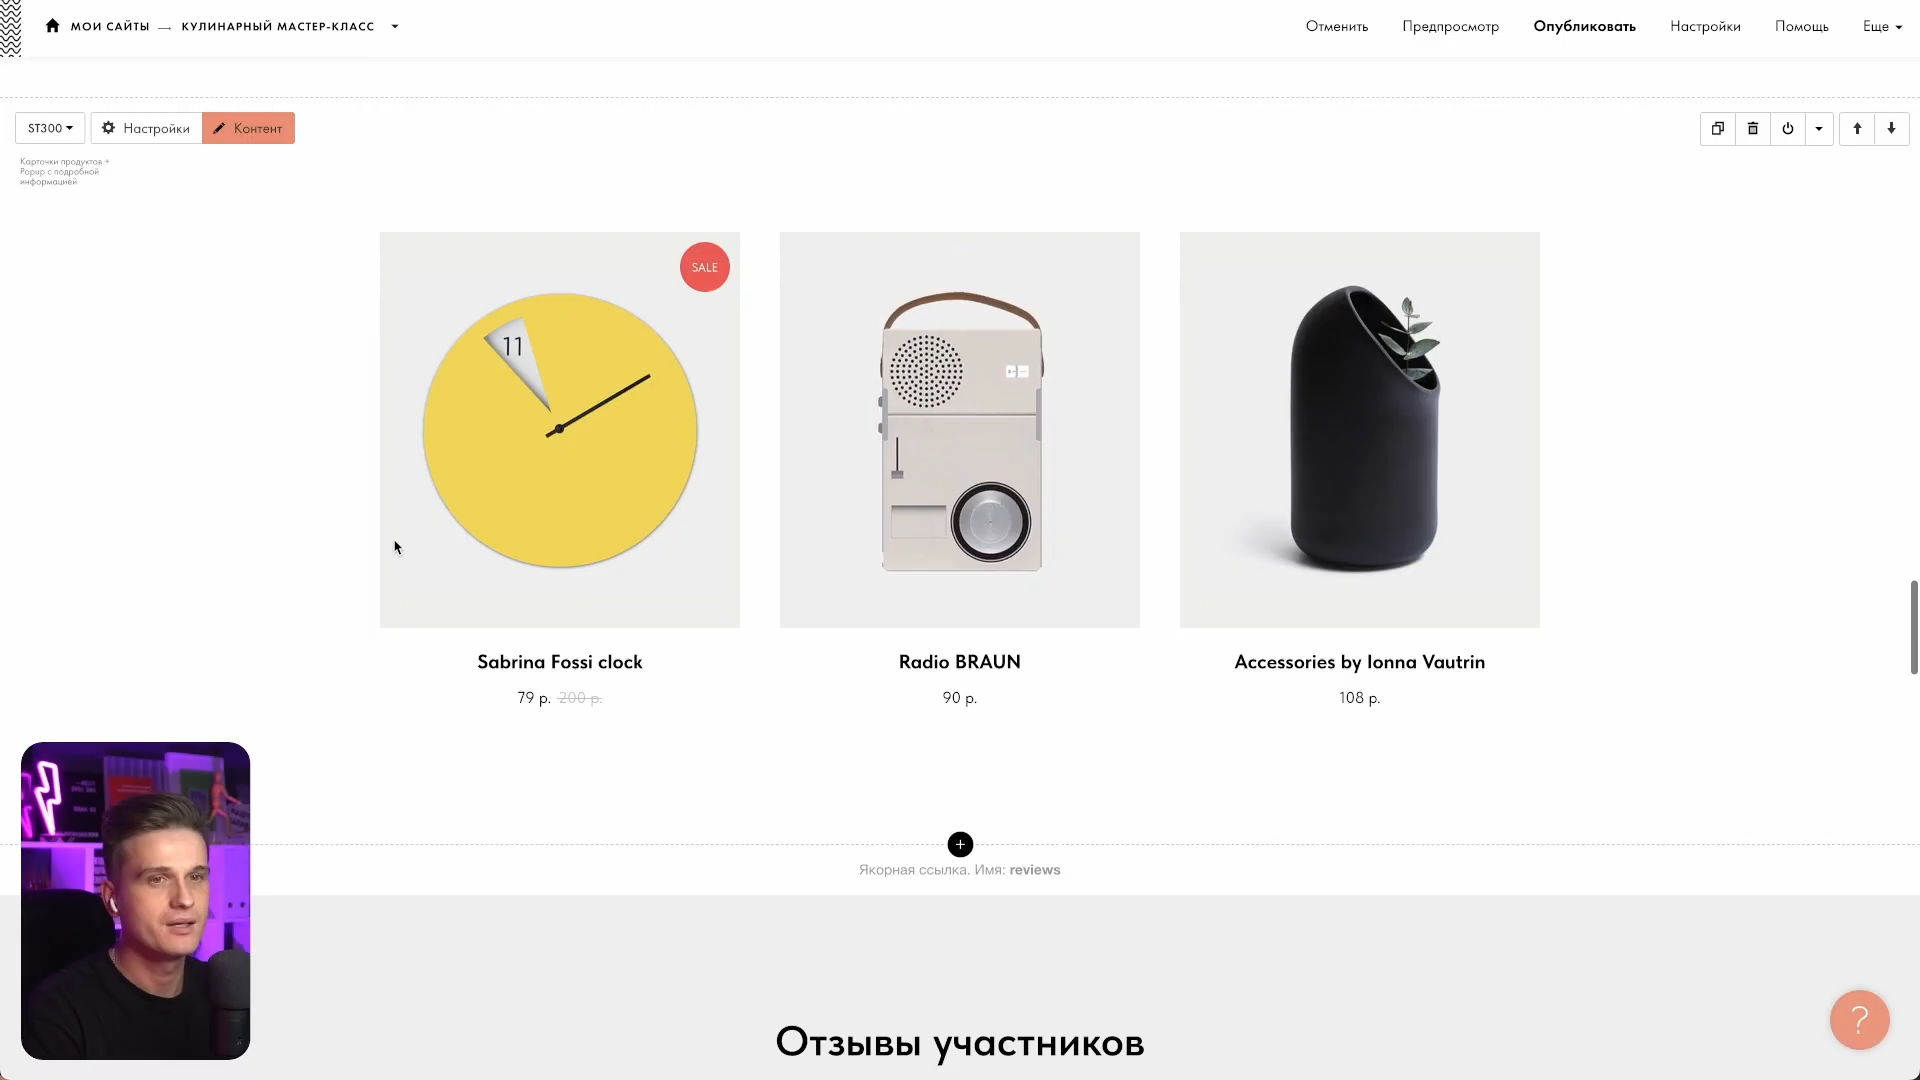 МОИ САЙТЫ — КУЛИНАРНЫЙ МАСТЕР-КЛАСС
Отменить Предпросмотр Опубликовать Настройки Помощь Еще
ST300 Настройки Контент
Карточки продуктов +
Popup с подробной
информацией
SALE
11
Sabrina Fossi clock
79 р. 200 р.
Radio BRAUN
90 р.
Accessories by Ionna Vautrin
108 р.
+
Якорная ссылка. Имя: reviews
Отзывы участников
?